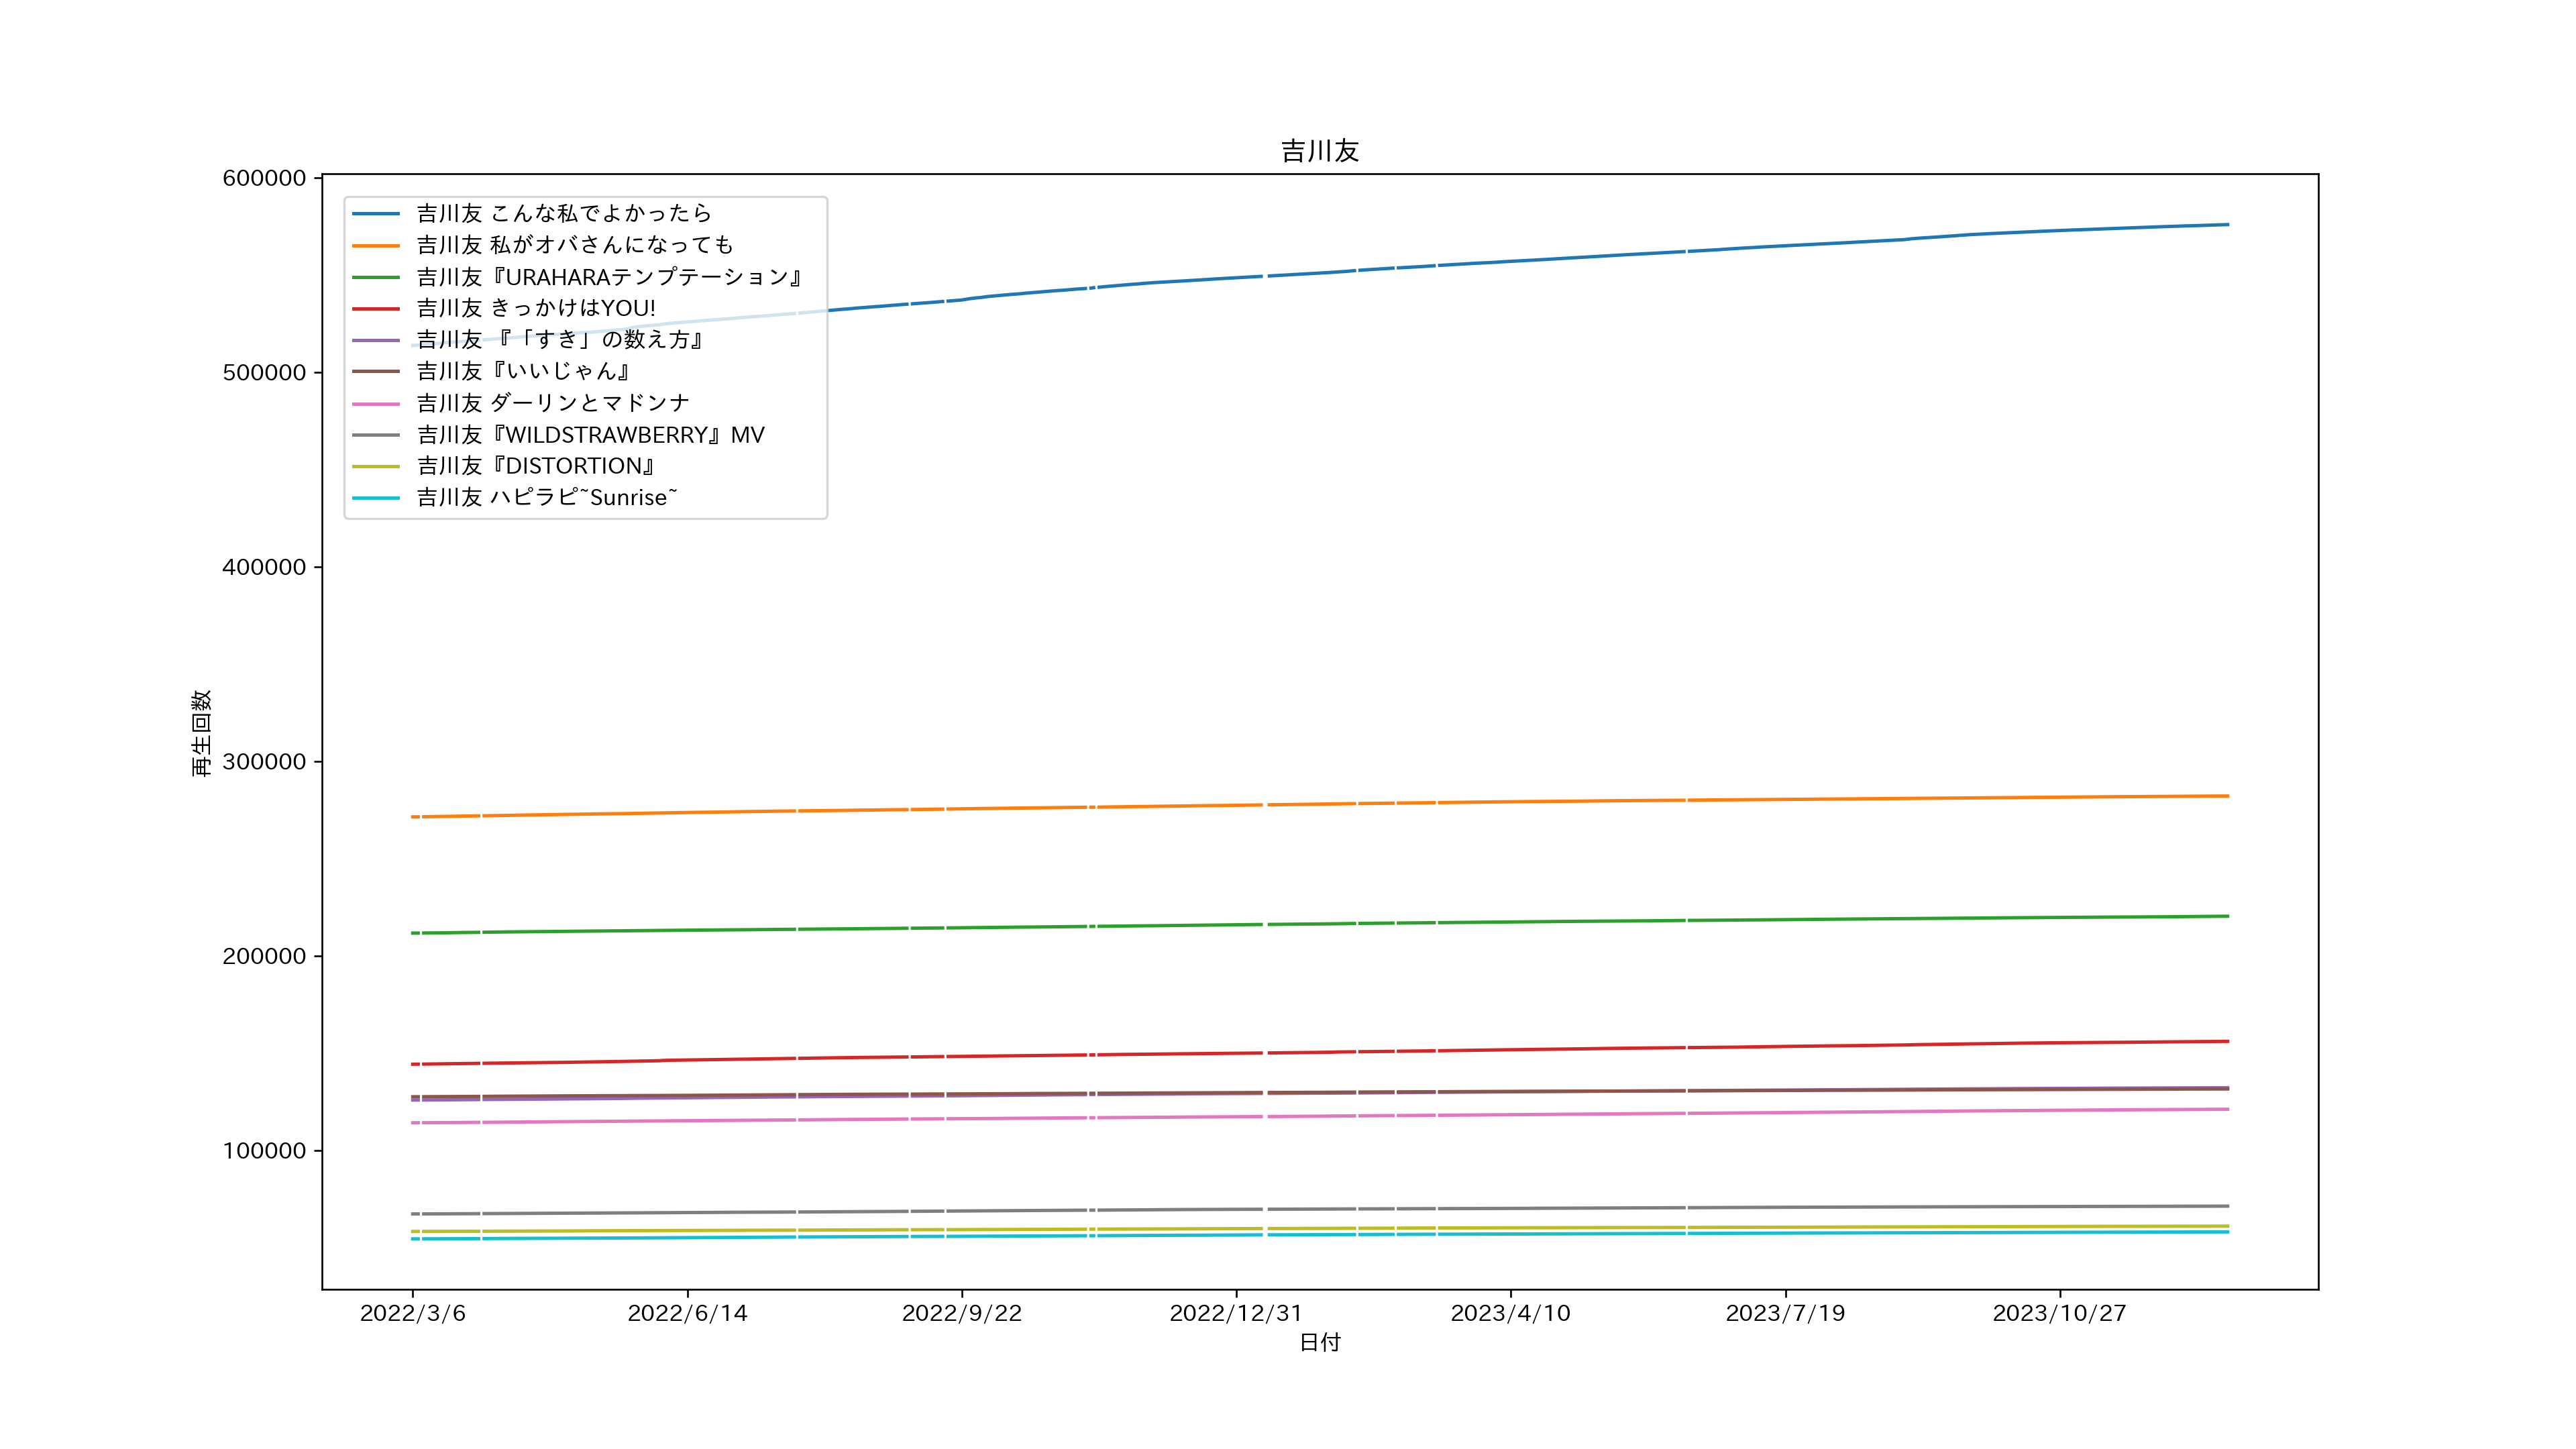 吉川友
600000
500000
400000
300000
200000
100000
再生回数
吉川友 こんな私でよかったら
吉川友 私がオバさんになっても
吉川友『URAHARAテンプテーション』
吉川友 きっかけはYOU!
吉川友 『「すき」の数え方』
吉川友『いいじゃん』
吉川友 ダーリンとマドンナ
吉川友『WILDSTRAWBERRY』MV
吉川友『DISTORTION』
吉川友 ハピラピ~Sunrise~
2022/3/6
2022/6/14
2022/9/22
2022/12/31
2023/4/10
2023/7/19
2023/10/27
日付